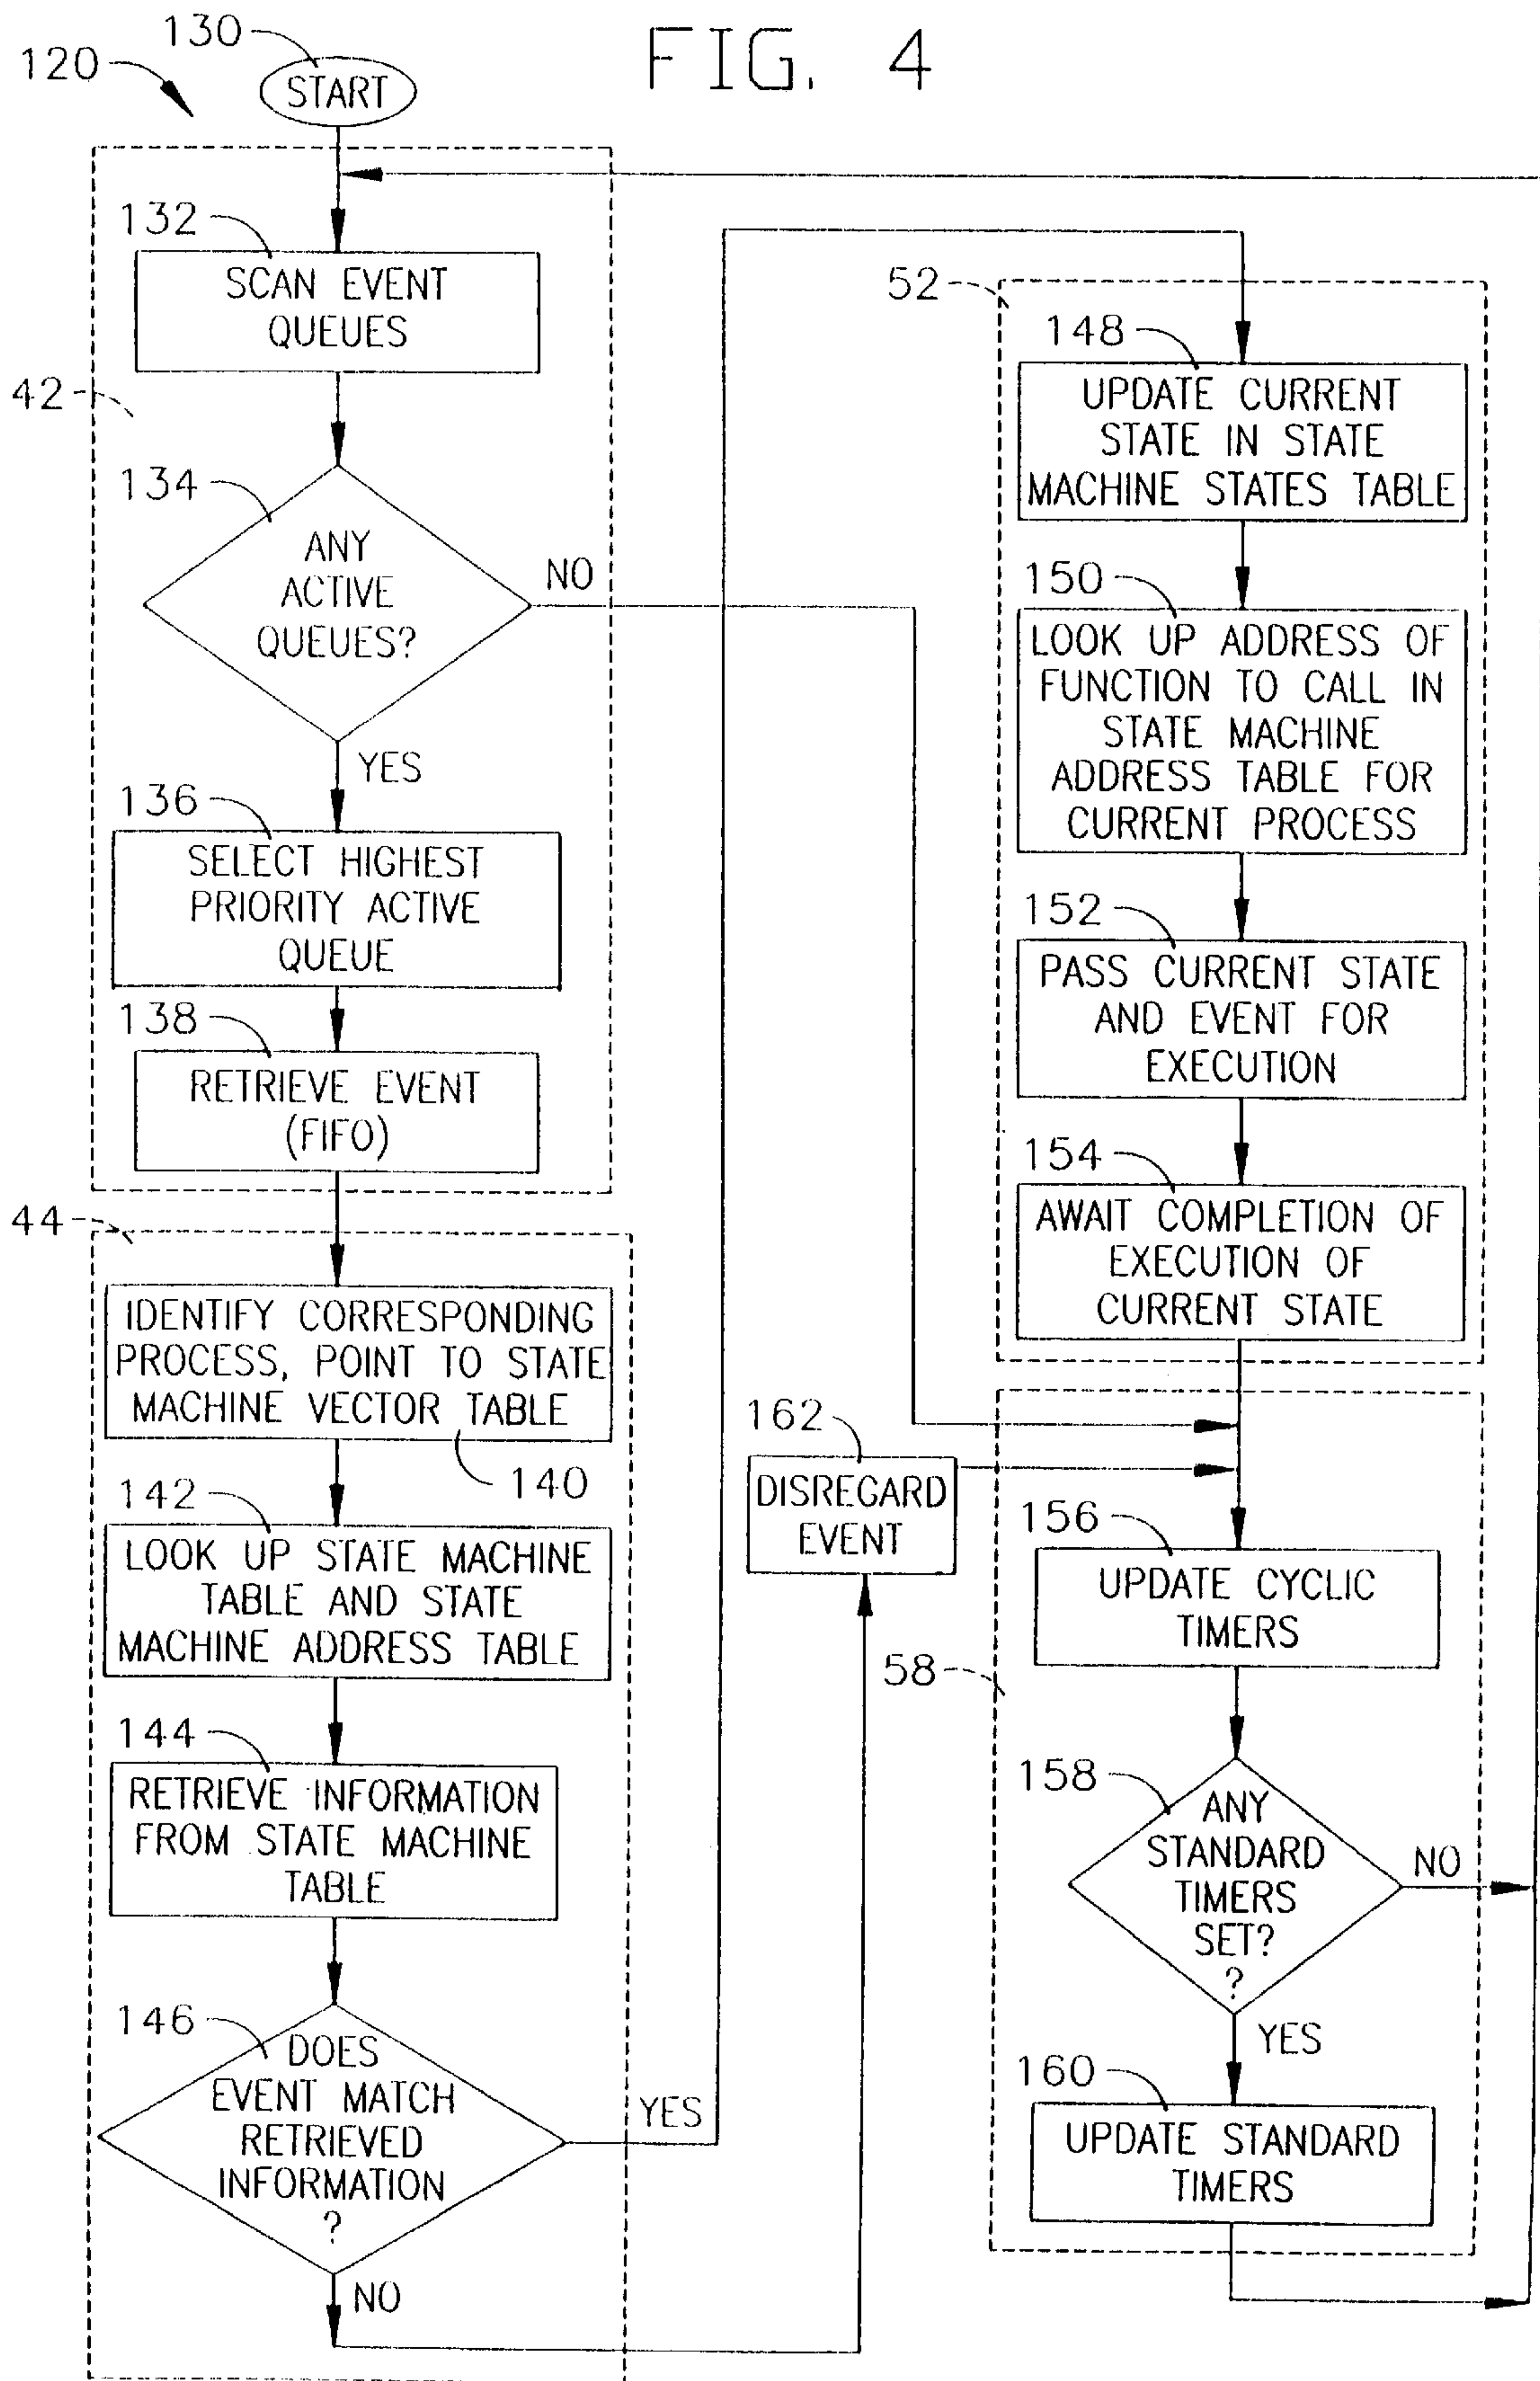 FIG. 4
120
130
START
132
SCAN EVENT
QUEUES
42
134
ANY
ACTIVE
QUEUES?
NO
YES
136
SELECT HIGHEST
PRIORITY ACTIVE
QUEUE
138
RETRIEVE EVENT
(FIFO)
44
IDENTIFY CORRESPONDING
PROCESS, POINT TO STATE
MACHINE VECTOR TABLE
140
142
LOOK UP STATE MACHINE
TABLE AND STATE
MACHINE ADDRESS TABLE
144
RETRIEVE INFORMATION
FROM STATE MACHINE
TABLE
146
DOES
EVENT MATCH
RETRIEVED
INFORMATION
?
YES
NO
52
148
UPDATE CURRENT
STATE IN STATE
MACHINE STATES TABLE
150
LOOK UP ADDRESS OF
FUNCTION TO CALL IN
STATE MACHINE
ADDRESS TABLE FOR
CURRENT PROCESS
152
PASS CURRENT STATE
AND EVENT FOR
EXECUTION
154
AWAIT COMPLETION OF
EXECUTION OF
CURRENT STATE
162
DISREGARD
EVENT
156
UPDATE CYCLIC
TIMERS
58
158
ANY
STANDARD
TIMERS
SET?
?
NO
YES
160
UPDATE STANDARD
TIMERS